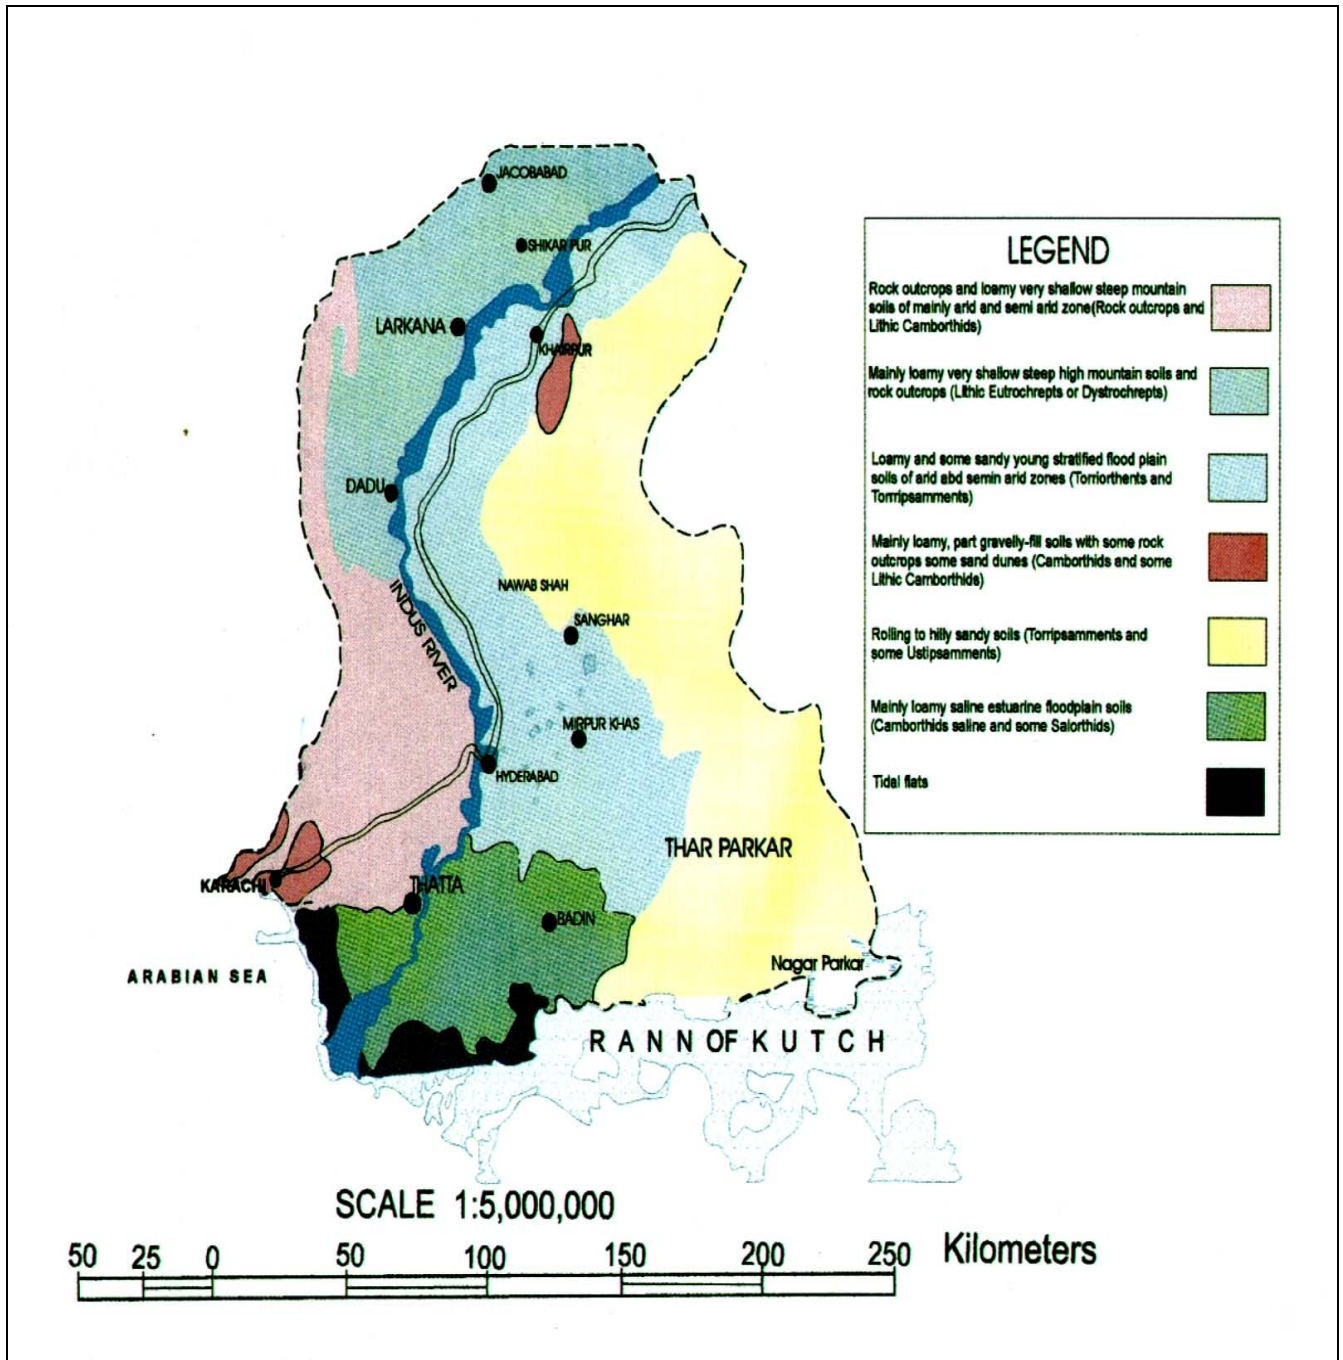 JACOBABAD
SHIKAR PUR
LARKANA
KHAIRPUR
DADU
NAWAB SHAH
INDUS RIVER
SANGHAR
MIRPUR KHAS
HYDERABAD
THAR PARKAR
KARACHI
THATTA
BADIN
Nagar Parkar
ARABIAN SEA
RANN OF KUTCH
LEGEND
Rock outcrops and loamy very shallow steep mountain
soils of mainly arid and semi arid zone(Rock outcrops and
Lithic Camborthids)
Mainly loamy very shallow steep high mountain soils and
rock outcrops (Lithic Eutrochrepts or Dystrochrepts)
Loamy and some sandy young stratified flood plain
soils of arid abd semin arid zones (Torriorthents and
Torrripsamments)
Mainly loamy, part gravelly-fill soils with some rock
outcrops some sand dunes (Camborthids and some
Lithic Camborthids)
Rolling to hilly sandy soils (Torripsamments and
some Ustipsamments)
Mainly loamy saline estuarine floodplain soils
(Camborthids saline and some Salorthids)
Tidal flats
SCALE 1:5,000,000
50 25 0 50 100 150 200 250 Kilometers